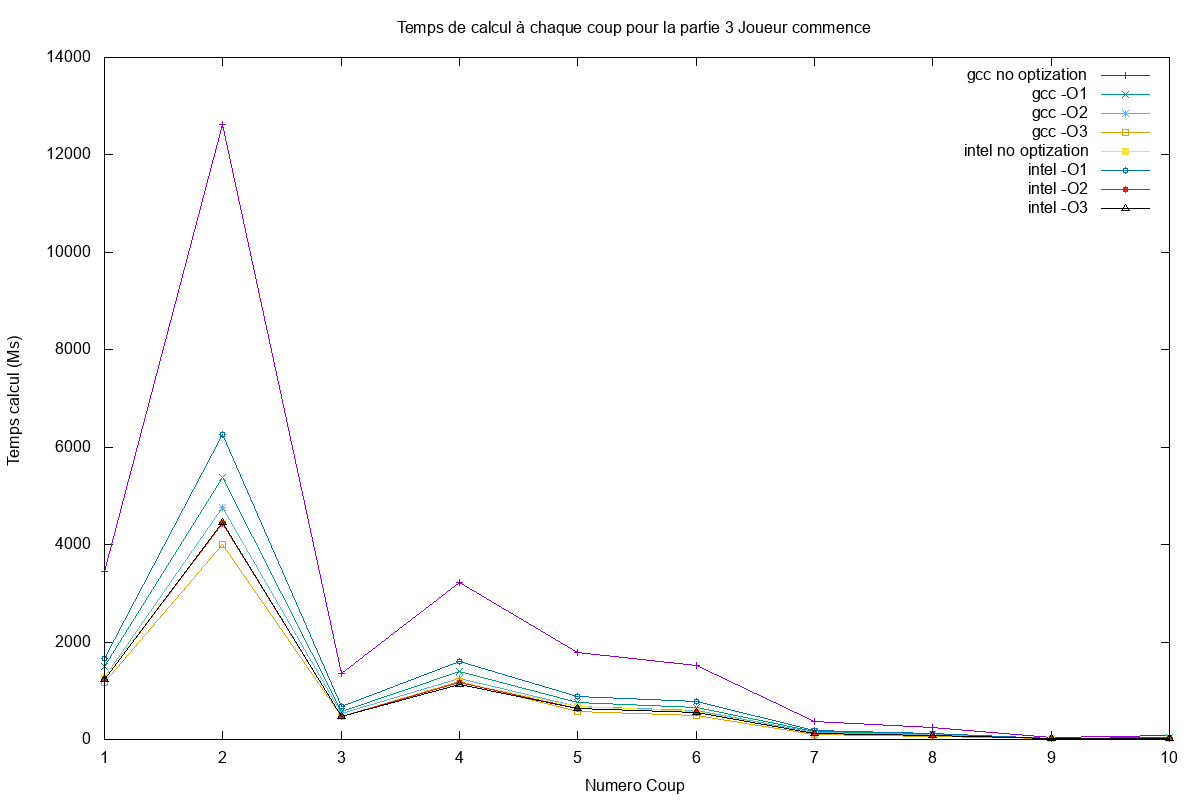 Temps de calcul à chaque coup pour la partie 3 Joueur commence
14000
12000
10000
8000
6000
4000
2000
0
Temps calcul (Ms)
gcc no optization
gcc -O1
gcc -O2
gcc -O3
intel no optization
intel -O1
intel -O2
intel -O3
1 2 3 4 5 6 7 8 9 10
Numero Coup